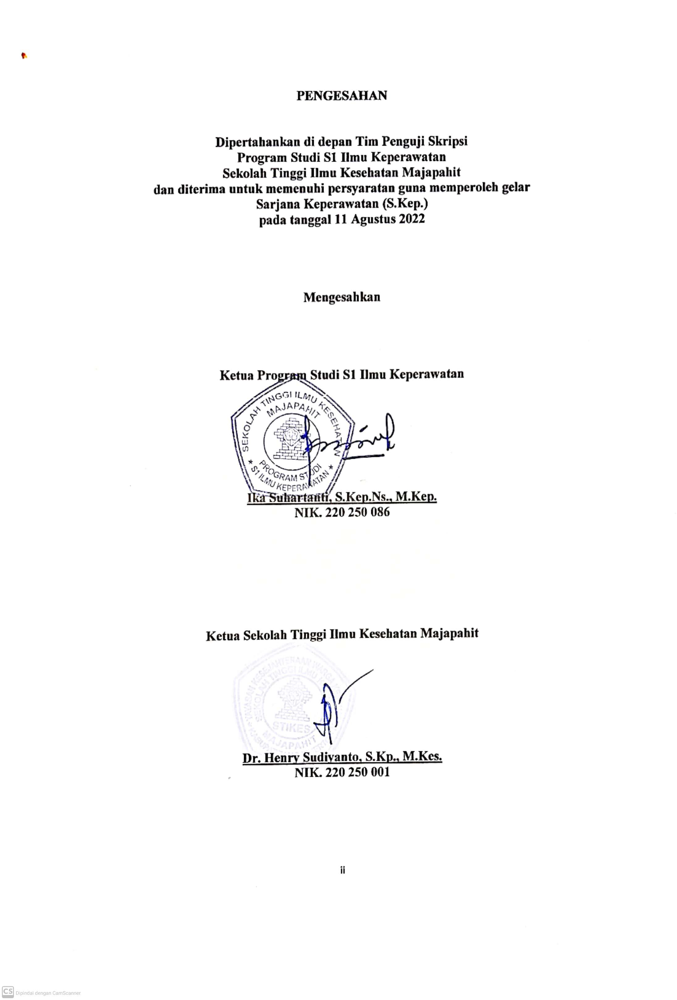 PENGESAHAN
Dipertahankan di depan Tim Penguji Skripsi
Program Studi S1 Ilmu Keperawatan
Sekolah Tinggi Ilmu Kesehatan Majapahit
dan diterima untuk memenuhi persyaratan guna memperoleh gelar
Sarjana Keperawatan (S.Kep.)
pada tanggal 11 Agustus 2022
Mengesahkan
Ketua Program Studi S1 Ilmu Keperawatan
SEKOLAH TINGGI ILMU KESEHATAN
MAJAPAHIT
PROGRAM STUDI
★ S1 ILMU KEPERAWATAN ★
Ika Suhartanti, S.Kep.Ns., M.Kep.
NIK. 220 250 086
Ketua Sekolah Tinggi Ilmu Kesehatan Majapahit
YAYASAN KESEJAHTERAAN WARGA
SEKOLAH TINGGI ILMU
STIKES
MAJAPAHIT
Dr. Henry Sudiyanto, S.Kp., M.Kes.
NIK. 220 250 001
ii
CS Dipindai dengan CamScanner